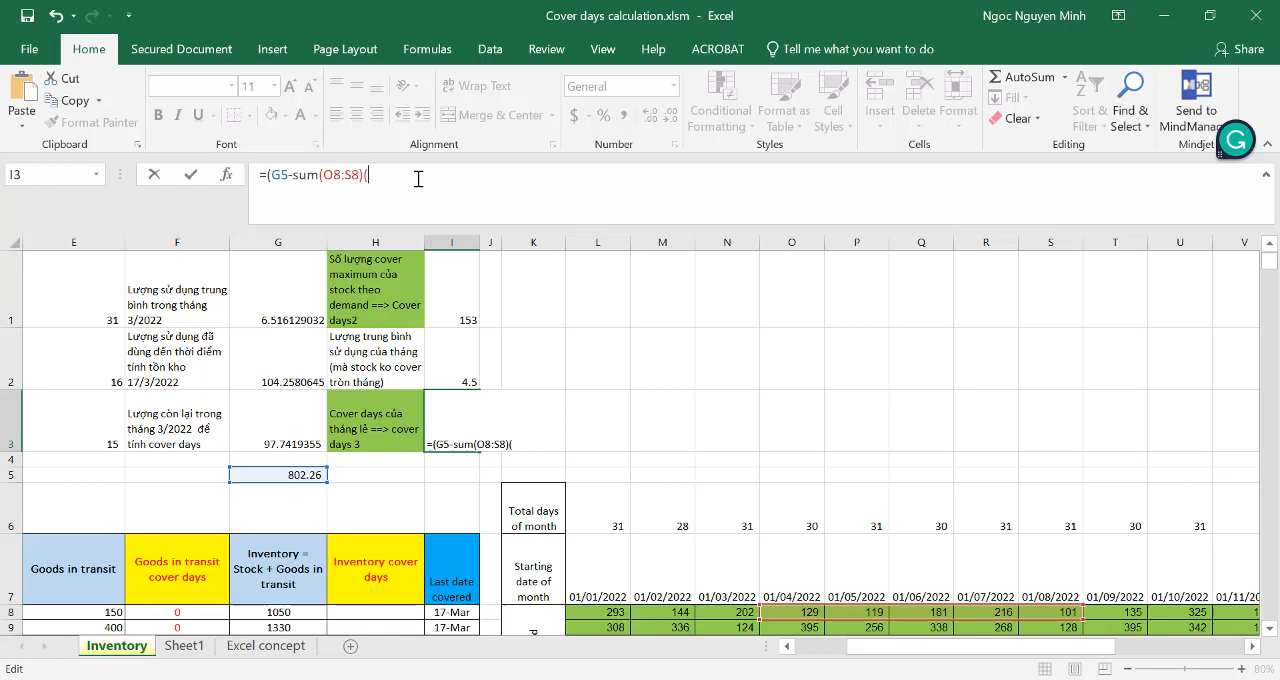 Cover days calculation.xlsm - Excel
Ngoc Nguyen Minh
File Home Secured Document Insert Page Layout Formulas Data Review View Help ACROBAT Tell me what you want to do Share
Paste
Cut
Copy
Format Painter
Clipboard
11
A A
B I U
Font
Wrap Text
Merge & Center
Alignment
General
$ % ,
Number
Conditional Formatting
Format as Table
Cell Styles
Styles
Insert
Delete
Format
Cells
AutoSum
Fill
Clear
Sort & Filter
Find & Select
Editing
Send to
MindManag
Mindjet
I3
fx
=(G5-sum(O8:S8)(
E F G H I J K L M N O P Q R S T U V
1
31
Lượng sử dụng trung
bình trong tháng
3/2022
6.516129032
Số lượng cover
maximum của
stock theo
demand ==> Cover
days2
153
2
16
Lượng sử dụng đã
dùng đến thời điểm
tính tồn kho
17/3/2022
104.2580645
Lượng trung bình
sử dụng của tháng
(mà stock ko cover
tròn tháng)
4.5
3
15
Lượng còn lại trong
tháng 3/2022 để
tính cover days
97.7419355
Cover days của
tháng lẻ ==> cover
days 3
=(G5-sum(O8:S8)(
4
5 802.26
6
Total days
of month
31 28 31 30 31 30 31 31 30 31
7
Goods in transit
Goods in transit
cover days
Inventory =
Stock + Goods in
transit
Inventory cover
days
Last date
covered
Starting
date of
month
01/01/2022 01/02/2022 01/03/2022 01/04/2022 01/05/2022 01/06/2022 01/07/2022 01/08/2022 01/09/2022 01/10/2022 01/11/20
8 150 0 1050 17-Mar 293 144 202 129 119 181 216 101 135 325 1
9 400 0 1330 17-Mar P 308 336 124 395 256 338 268 128 395 342 1
Inventory Sheet1 Excel concept
Edit
80%